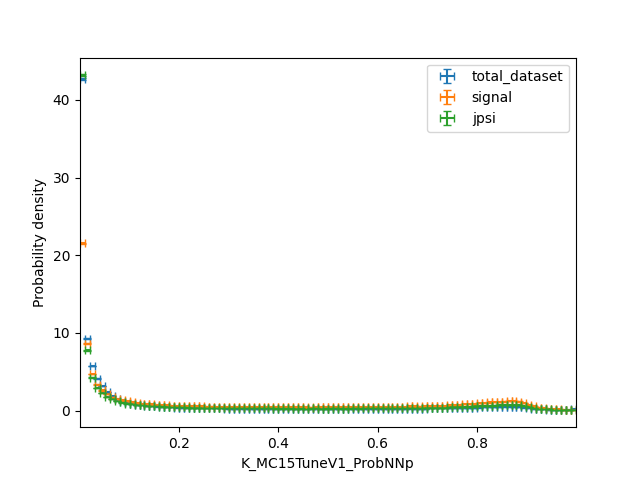 total_dataset
signal
jpsi
40
30
20
10
0
Probability density
0.2 0.4 0.6 0.8
K_MC15TuneV1_ProbNNp